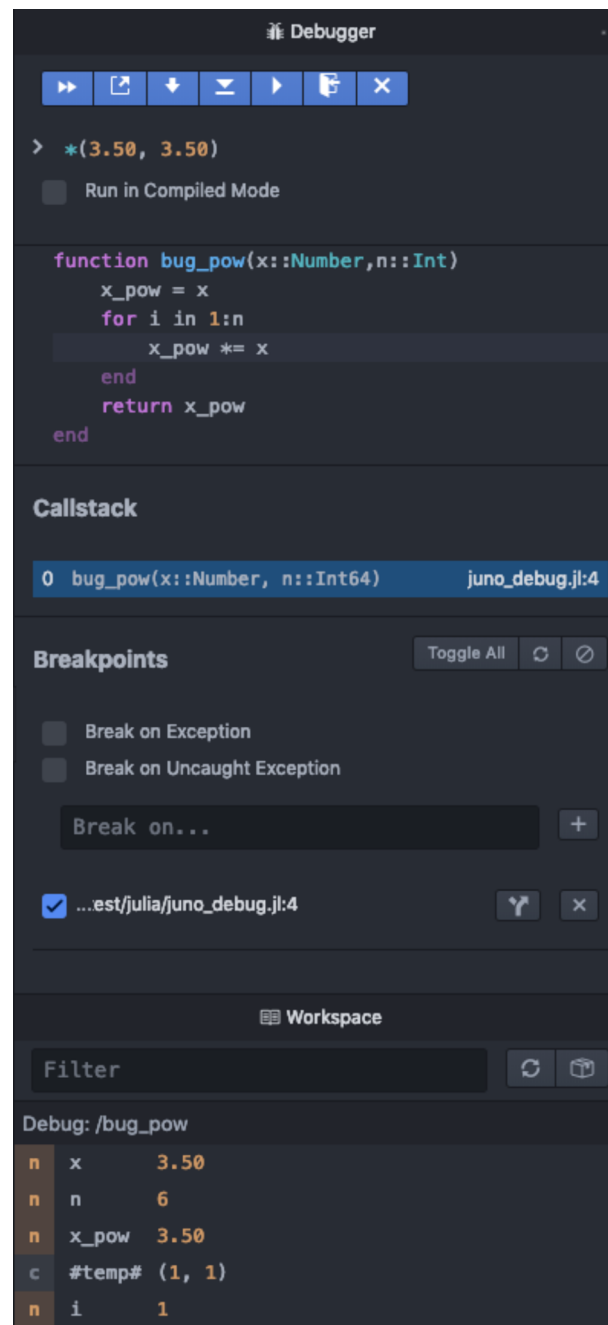 Debugger
> *(3.50, 3.50)
Run in Compiled Mode
function bug_pow(x::Number,n::Int)
    x_pow = x
    for i in 1:n
        x_pow *= x
    end
    return x_pow
end
Callstack
0 bug_pow(x::Number, n::Int64) juno_debug.jl:4
Breakpoints Toggle All
Break on Exception
Break on Uncaught Exception
Break on... +
...est/julia/juno_debug.jl:4
Workspace
Filter
Debug: /bug_pow
n x 3.50
n n 6
n x_pow 3.50
c #temp# (1, 1)
n i 1